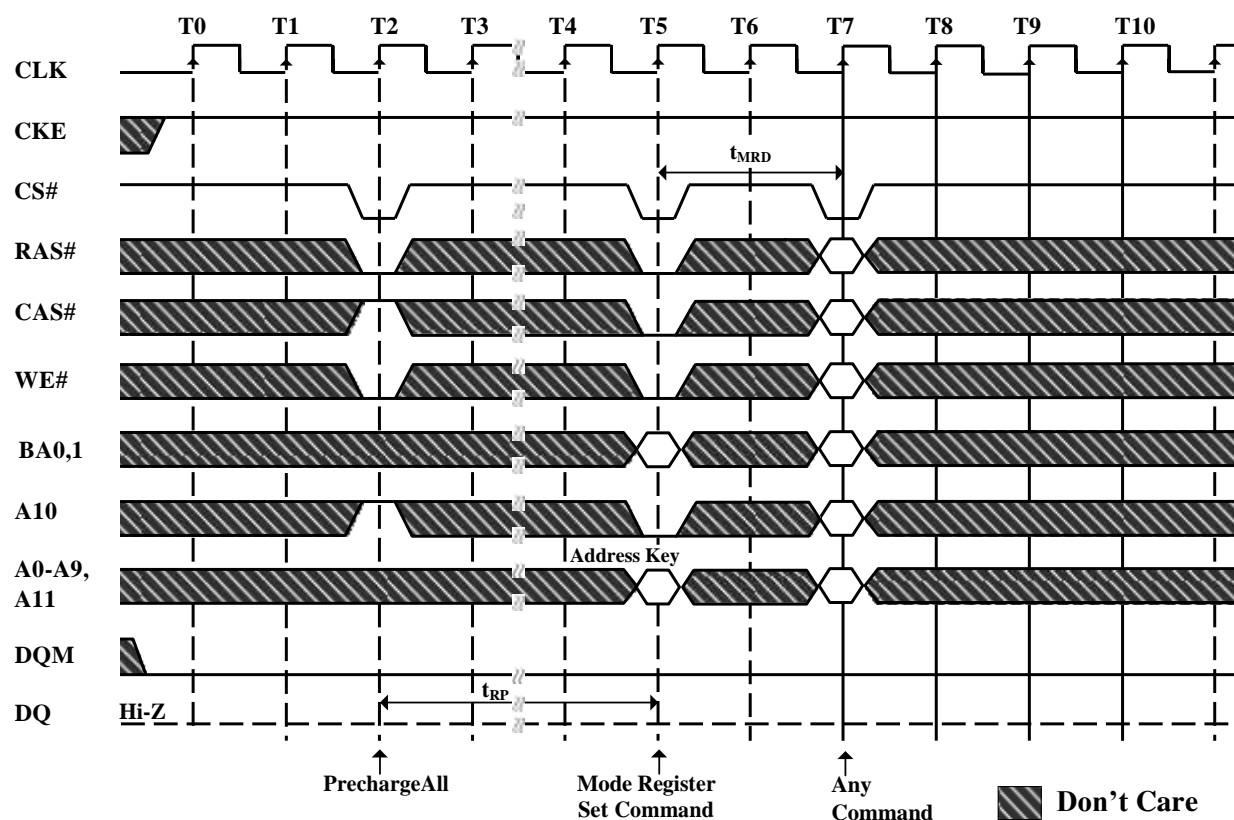 T0 T1 T2 T3 T4 T5 T6 T7 T8 T9 T10
CLK
CKE
tMRD
CS#
RAS#
CAS#
WE#
BA0,1
A10
Address Key
A0-A9,
A11
DQM
tRP
DQ Hi-Z
PrechargeAll
Mode Register
Set Command
Any
Command
Don't Care